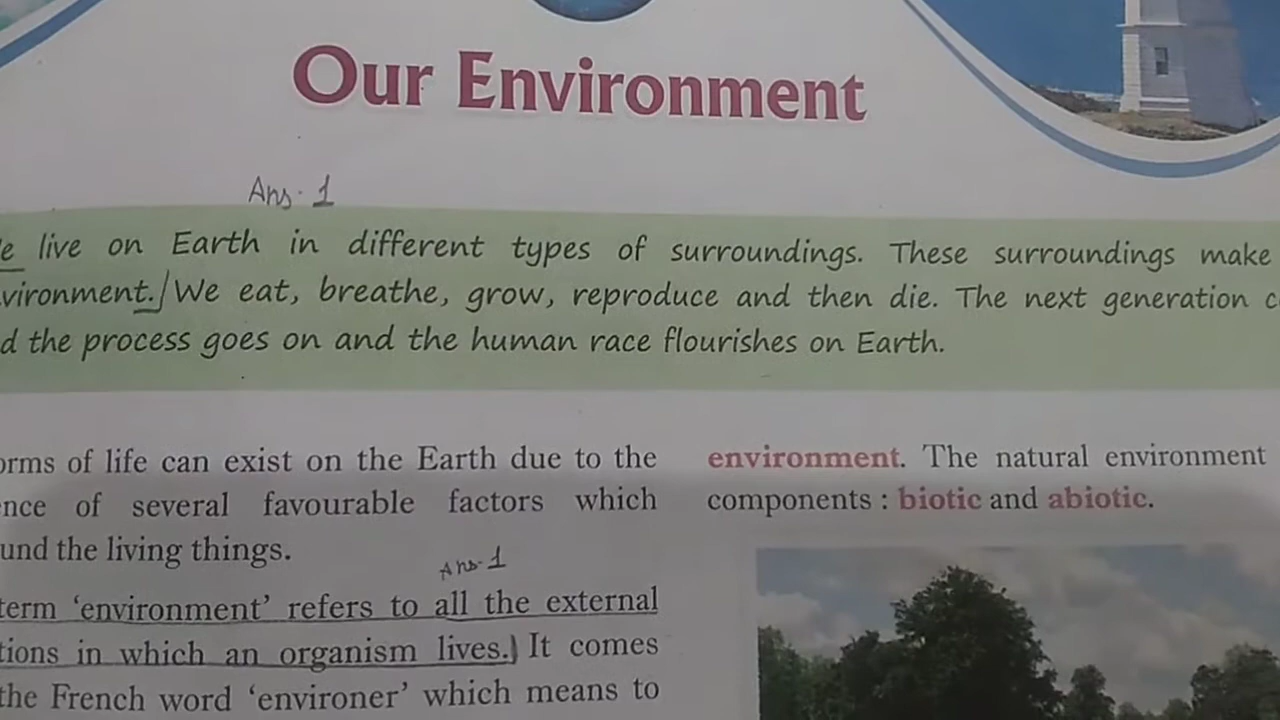 Our Environment
Ans. 1
live on Earth in different types of surroundings. These surroundings make
vironment. We eat, breathe, grow, reproduce and then die. The next generation
d the process goes on and the human race flourishes on Earth.
orms of life can exist on the Earth due to the
nce of several favourable factors which
und the living things.
Ans-1
term ‘environment’ refers to all the external
tions in which an organism lives. It comes
the French word ‘environer’ which means to
environment. The natural environment
components : biotic and abiotic.